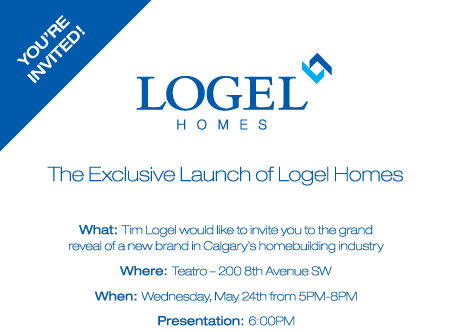 YOU'RE
INVITED!
LOGEL
HOMES
The Exclusive Launch of Logel Homes
What: Tim Logel would like to invite you to the grand
reveal of a new brand in Calgary's homebuilding industry
Where: Teatro – 200 8th Avenue SW
When: Wednesday, May 24th from 5PM-8PM
Presentation: 6:00PM